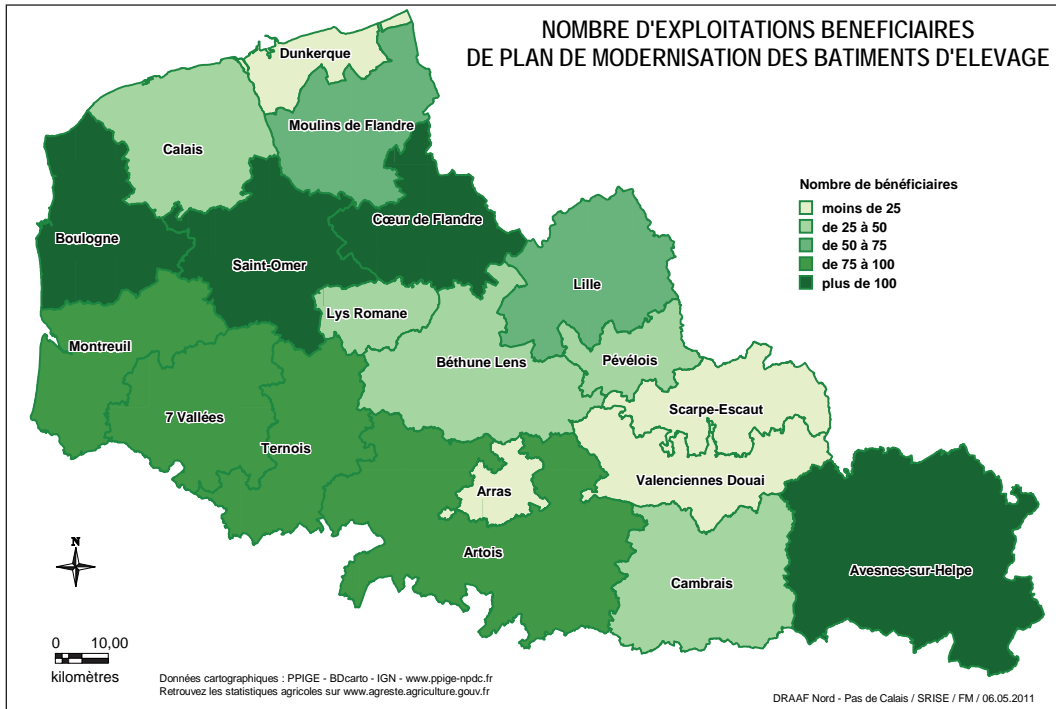 NOMBRE D'EXPLOITATIONS BENEFICIAIRES
DE PLAN DE MODERNISATION DES BATIMENTS D'ELEVAGE
Dunkerque
Moulins de Flandre
Calais
Cœur de Flandre
Boulogne
Saint-Omer
Nombre de bénéficiaires
moins de 25
de 25 à 50
de 50 à 75
de 75 à 100
plus de 100
Lille
Lys Romane
Montreuil
Béthune Lens
Pévélois
7 Vallées
Scarpe-Escaut
Ternois
Valenciennes Douai
Arras
Artois
Cambrais
Avesnes-sur-Helpe
N
0 10,00
kilomètres
Données cartographiques : PPIGE - BDcarto - IGN - www.ppige-npdc.fr
Retrouvez les statistiques agricoles sur www.agreste.agriculture.gouv.fr
DRAAF Nord - Pas de Calais / SRISE / FM / 06.05.2011